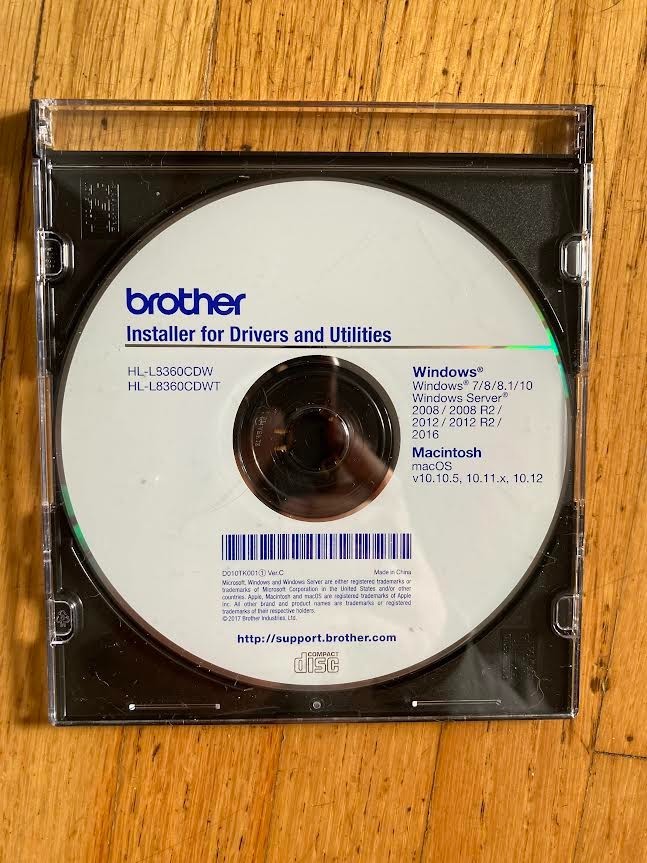 brother
Installer for Drivers and Utilities
HL-L8360CDW
HL-L8360CDWT
Windows®
Windows® 7/8/8.1/10
Windows Server®
2008 / 2008 R2 /
2012 / 2012 R2 /
2016
Macintosh
macOS
v10.10.5, 10.11.x, 10.12
D010TK001① Ver.C Made in China
Microsoft, Windows and Windows Server are either registered trademarks or
trademarks of Microsoft Corporation in the United States and/or other
countries. Apple, Macintosh and macOS are registered trademarks of Apple
Inc. All other brand and product names are trademarks or registered
trademarks of their respective holders.
© 2017 Brother Industries, Ltd.
http://support.brother.com
COMPACT
disc